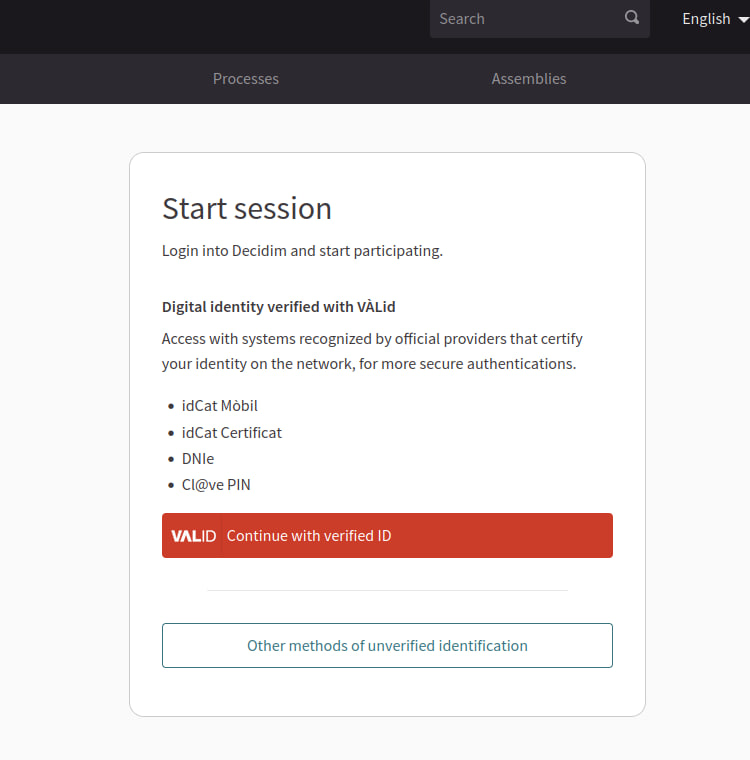 Search
English
Processes
Assemblies
Start session
Login into Decidim and start participating.
Digital identity verified with VÀLid
Access with systems recognized by official providers that certify
your identity on the network, for more secure authentications.
• idCat Mòbil
• idCat Certificat
• DNIe
• Cl@ve PIN
VALID Continue with verified ID
Other methods of unverified identification